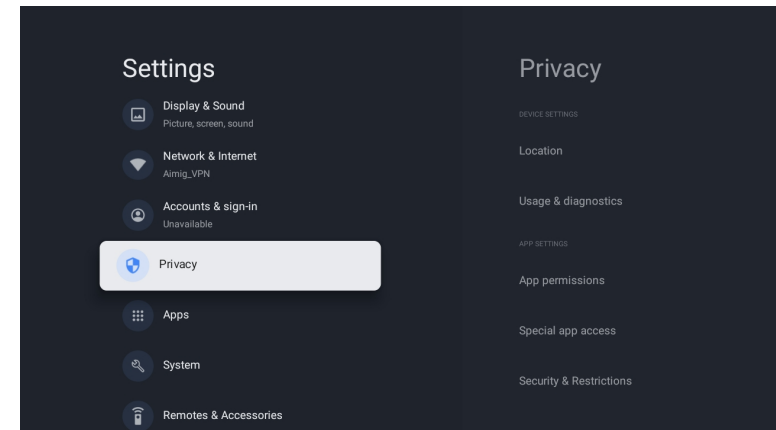 Settings
Display & Sound
Picture, screen, sound
Network & Internet
Aimig_VPN
Accounts & sign-in
Unavailable
Privacy
Apps
System
Remotes & Accessories
Privacy
DEVICE SETTINGS
Location
Usage & diagnostics
APP SETTINGS
App permissions
Special app access
Security & Restrictions